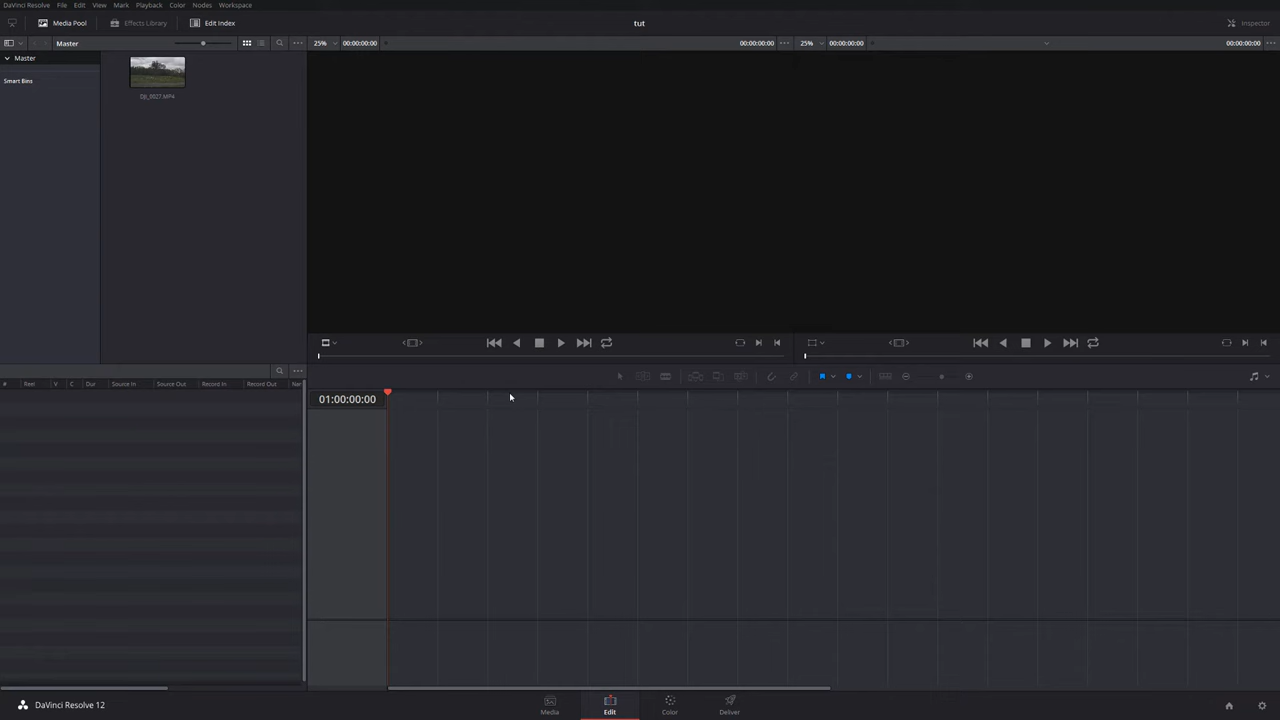 DaVinci Resolve File Edit View Mark Playback Color Nodes Workspace
Media Pool Effects Library Edit Index tut Inspector
Master 25% 00:00:00:00 00:00:00:00 25% 00:00:00:00 00:00:00:00
Master
Smart Bins
DJI_0027.MP4
# Reel V C Dur Source In Source Out Record In Record Out Nar
01:00:00:00
DaVinci Resolve 12 Media Edit Color Deliver